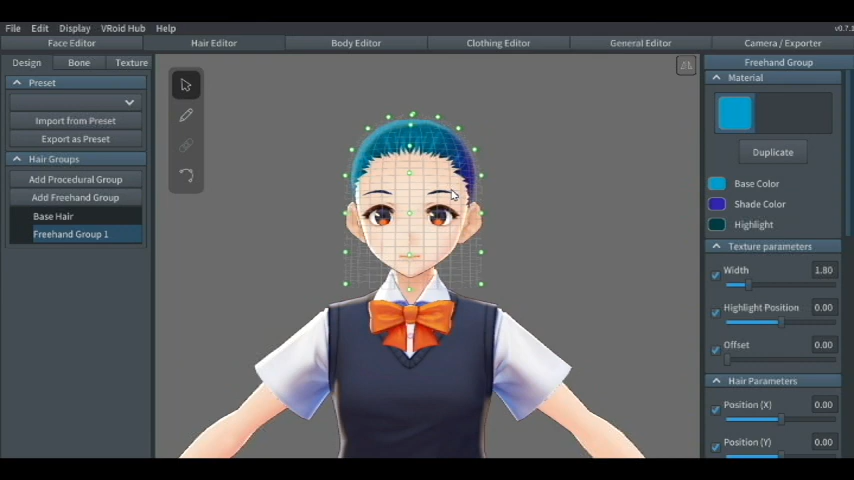 File Edit Display VRoid Hub Help
v0.7.
Face Editor Hair Editor Body Editor Clothing Editor General Editor Camera / Exporter
Design Bone Texture
Preset
Import from Preset
Export as Preset
Hair Groups
Add Procedural Group
Add Freehand Group
Base Hair
Freehand Group 1
Freehand Group
Material
Duplicate
Base Color
Shade Color
Highlight
Texture parameters
Width 1.80
Highlight Position 0.00
Offset 0.00
Hair Parameters
Position (X) 0.00
Position (Y) 0.00